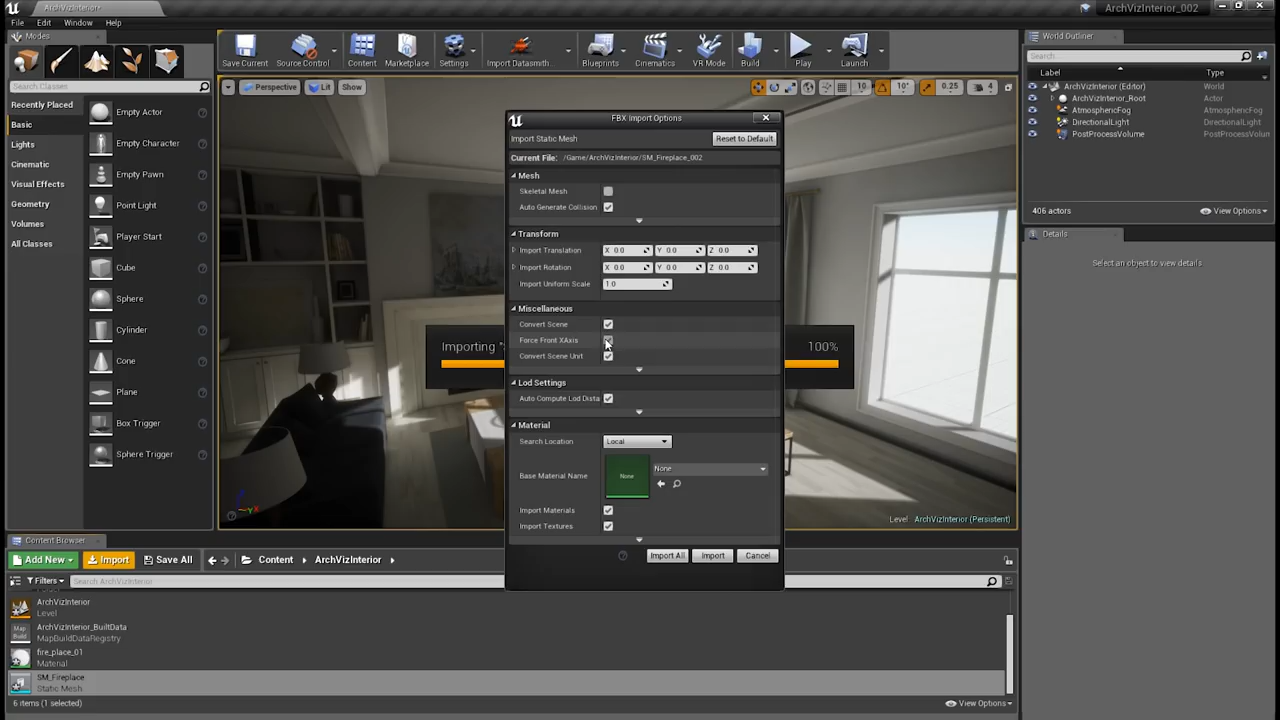 ArchVizInterior*
ArchVizInterior_002
File Edit Window Help
Modes
Search Classes
Recently Placed
Basic
Lights
Cinematic
Visual Effects
Geometry
Volumes
All Classes
Empty Actor
Empty Character
Empty Pawn
Point Light
Player Start
Cube
Sphere
Cylinder
Cone
Plane
Box Trigger
Sphere Trigger
Save Current
Source Control
Content
Marketplace
Settings
Import Datasmith...
Blueprints
Cinematics
VR Mode
Build
Play
Launch
Perspective Lit Show
10 10° 0.25 4
Importing "S
100%
Level: ArchVizInterior (Persistent)
FBX Import Options
Import Static Mesh Reset to Default
Current File: /Game/ArchVizInterior/SM_Fireplace_002
Mesh
Skeletal Mesh
Auto Generate Collision
Transform
Import Translation X 0.0 Y 0.0 Z 0.0
Import Rotation X 0.0 Y 0.0 Z 0.0
Import Uniform Scale 1.0
Miscellaneous
Convert Scene
Force Front XAxis
Convert Scene Unit
Lod Settings
Auto Compute Lod Dista
Material
Search Location Local
Base Material Name None None
Import Materials
Import Textures
Import All Import Cancel
World Outliner
Search...
Label Type
ArchVizInterior (Editor) World
ArchVizInterior_Root Actor
AtmosphericFog AtmosphericFog
DirectionalLight DirectionalLight
PostProcessVolume PostProcessVolum
406 actors View Options
Details
Select an object to view details
Content Browser
Add New Import Save All Content ArchVizInterior
Filters Search ArchVizInterior
ArchVizInterior
Level
Map Build
ArchVizInterior_BuiltData
MapBuildDataRegistry
fire_place_01
Material
SM_Fireplace
Static Mesh
6 items (1 selected) View Options